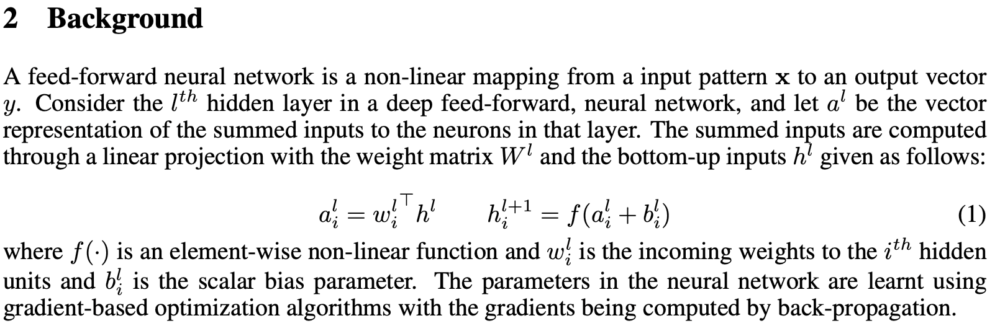 2 Background
A feed-forward neural network is a non-linear mapping from a input pattern x to an output vector
y. Consider the l^{th} hidden layer in a deep feed-forward, neural network, and let a^l be the vector
representation of the summed inputs to the neurons in that layer. The summed inputs are computed
through a linear projection with the weight matrix W^l and the bottom-up inputs h^l given as follows:
a_i^l = w_i^l^⊤ h^l    h_i^{l+1} = f(a_i^l + b_i^l)    (1)
where f(·) is an element-wise non-linear function and w_i^l is the incoming weights to the i^{th} hidden
units and b_i^l is the scalar bias parameter. The parameters in the neural network are learnt using
gradient-based optimization algorithms with the gradients being computed by back-propagation.